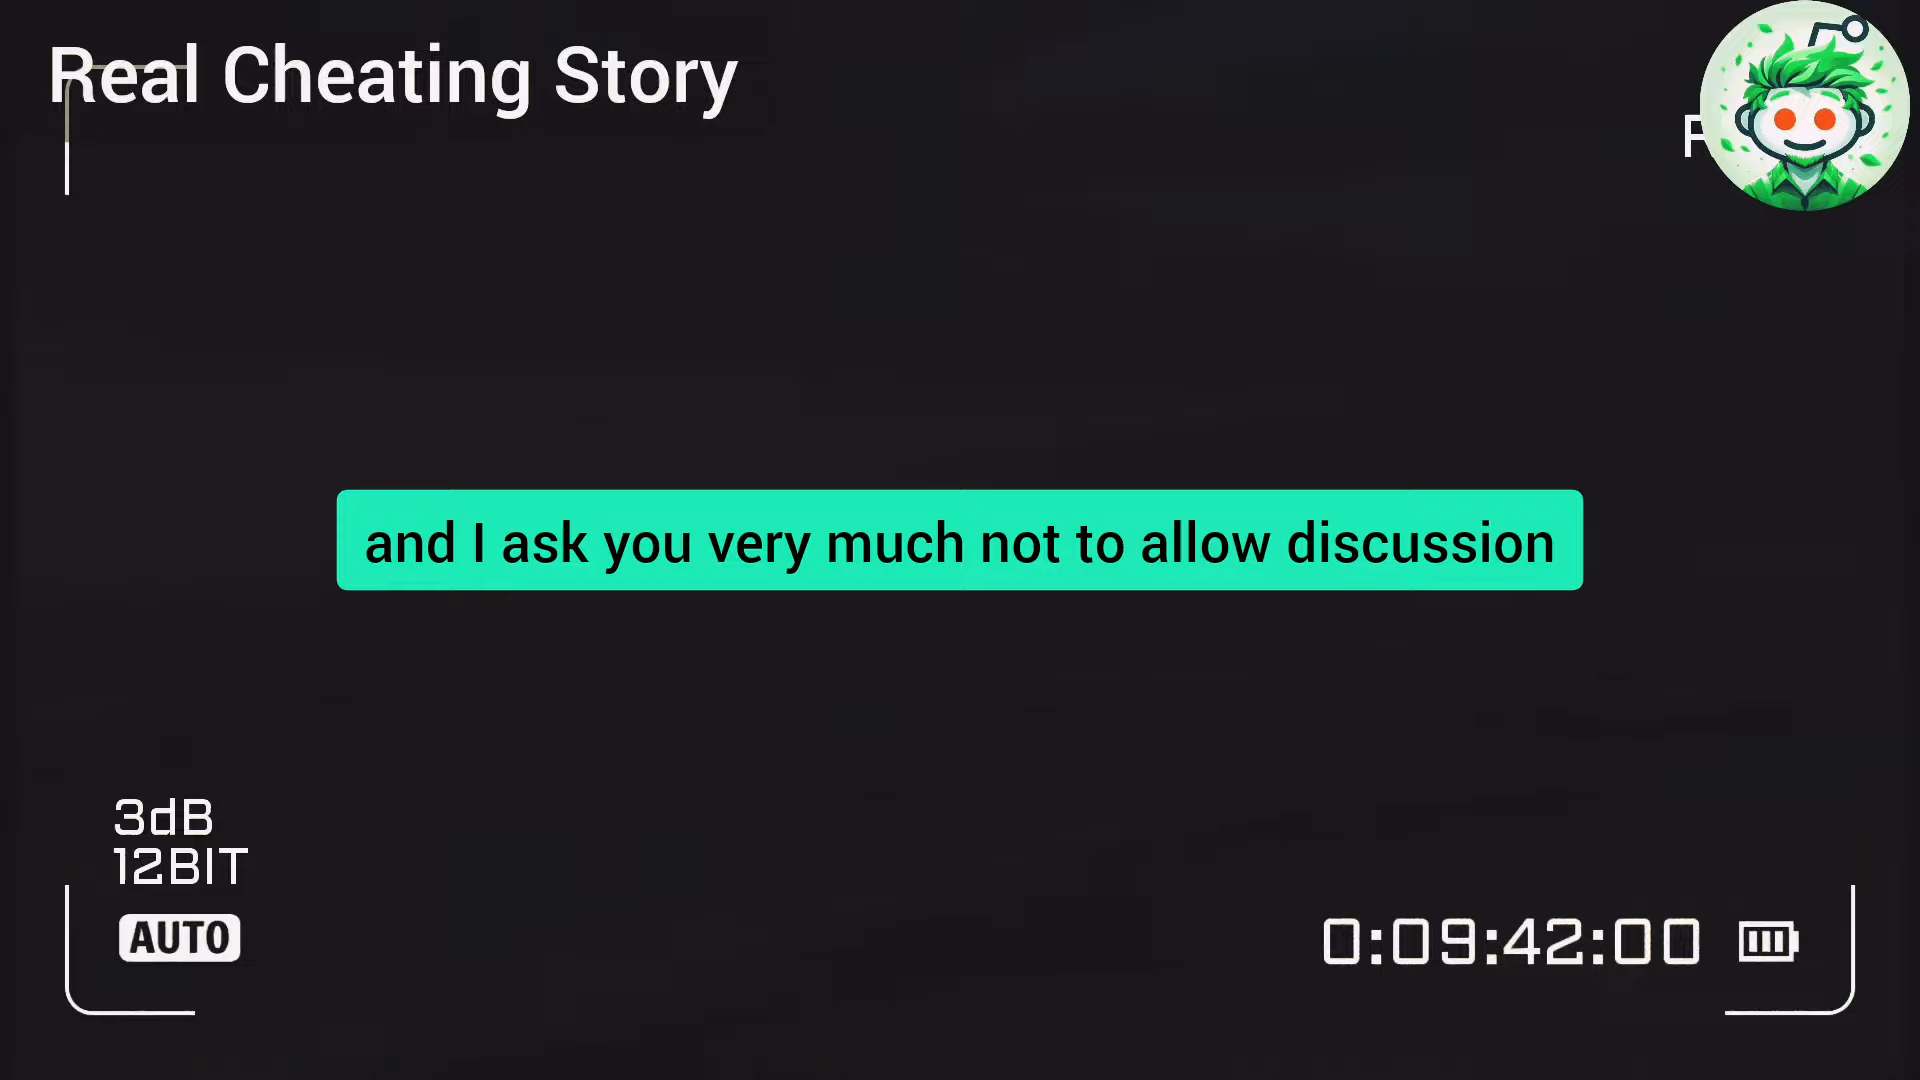 Real Cheating Story
and I ask you very much not to allow discussion
3dB
12BIT
AUTO
0:09:42:00